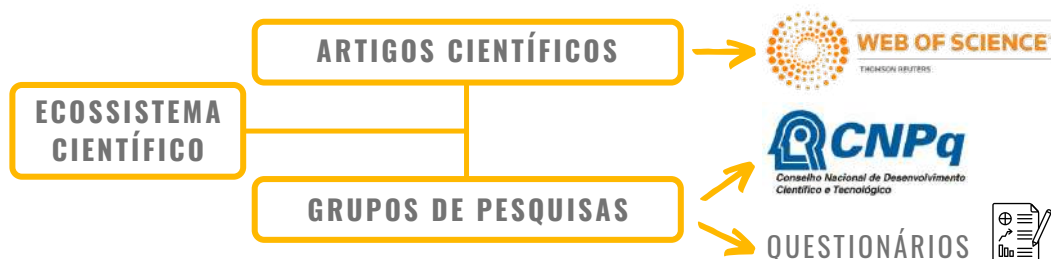 ARTIGOS CIENTÍFICOS
WEB OF SCIENCE
THOMSON REUTERS
ECOSSISTEMA
CIENTÍFICO
CNPq
Conselho Nacional de Desenvolvimento
Científico e Tecnológico
GRUPOS DE PESQUISAS
QUESTIONÁRIOS